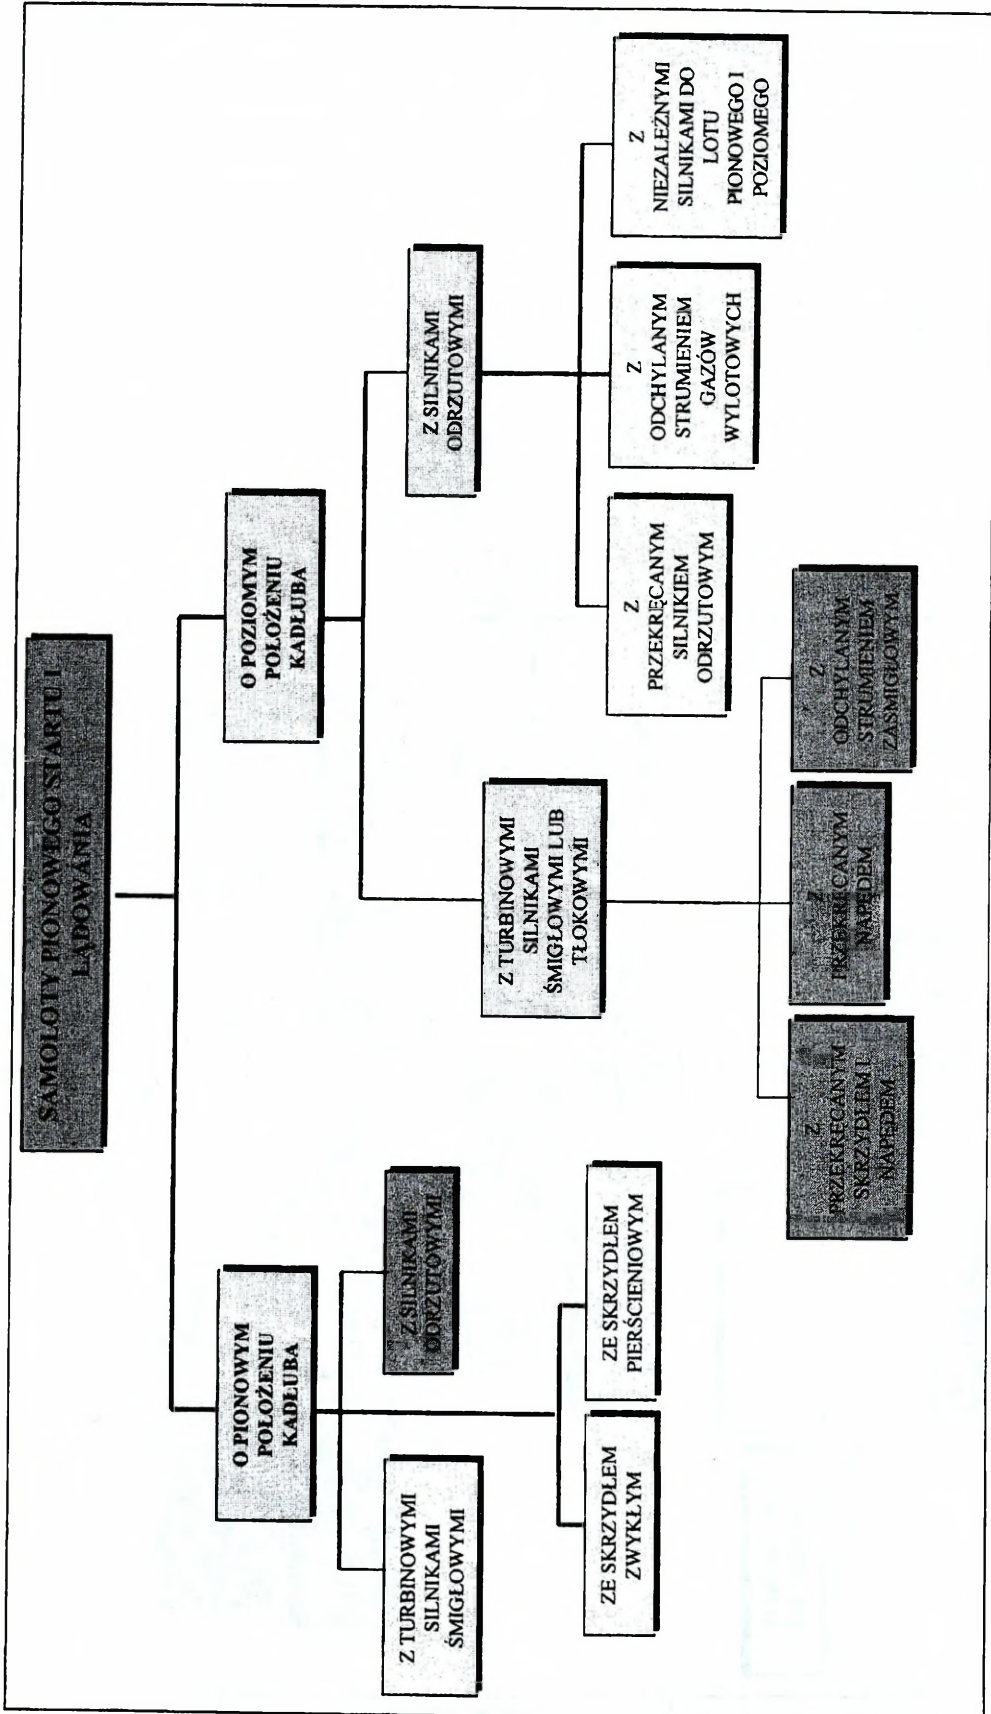 SAMOLOTY PIONOWEGO STARTU I
LĄDOWANIA
O PIONOWYM
POŁOŻENIU
KADŁUBA
O POZIOMYM
POŁOŻENIU
KADŁUBA
Z TURBINOWYMI
SILNIKAMI
ŚMIGŁOWYMI
Z SILNIKAMI
ODRZUTOWYMI
ZE SKRZYDŁEM
ZWYKŁYM
ZE SKRZYDŁEM
PIERŚCIENIOWYM
Z TURBINOWYMI
SILNIKAMI
ŚMIGŁOWYMI LUB
TŁOKOWYMI
Z SILNIKAMI
ODRZUTOWYMI
Z
PRZEKRĘCANYM
SKRZYDŁEM I
NAPĘDEM
Z
PRZEKRĘCANYM
NAPĘDEM
Z
ODCHYLANYM
STRUMIENIEM
ZAŚMIGŁOWYM
Z
PRZEKRĘCANYM
SILNIKIEM
ODRZUTOWYM
Z
ODCHYLANYM
STRUMIENIEM
GAZÓW
WYLOTOWYCH
Z
NIEZALEŻNYMI
SILNIKAMI DO
LOTU
PIONOWEGO I
POZIOMEGO